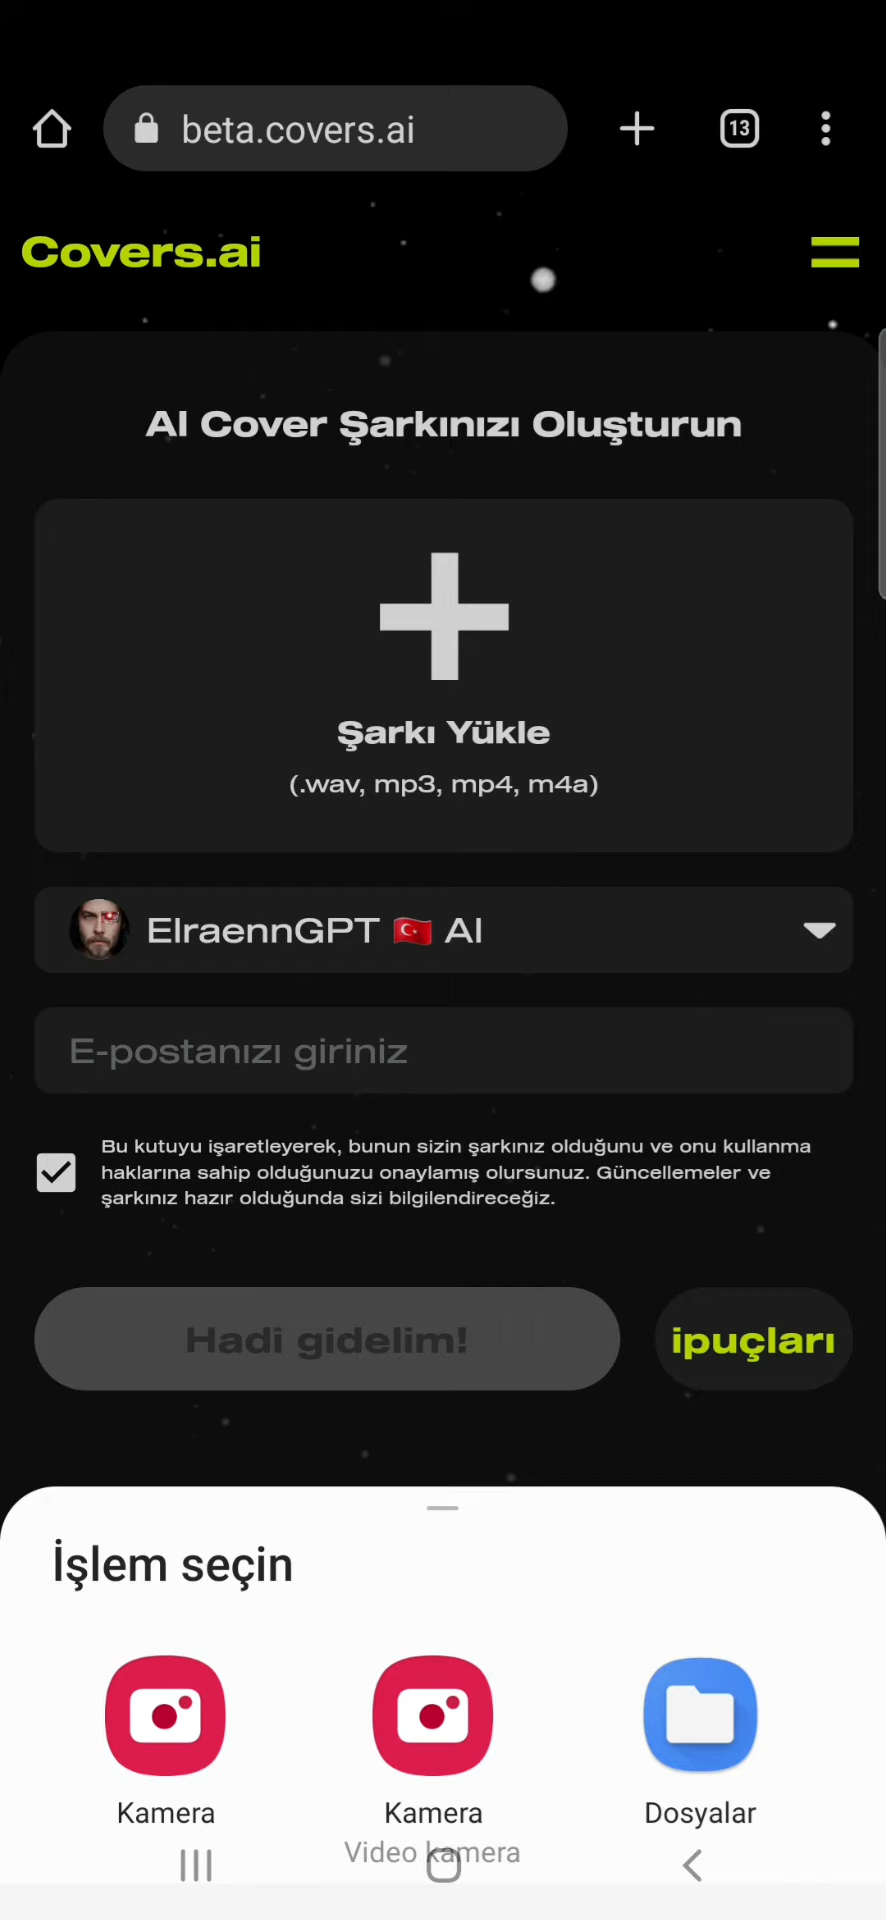 beta.covers.ai
13
Covers.ai
AI Cover Şarkınızı Oluşturun
Şarkı Yükle
(.wav, mp3, mp4, m4a)
ElraennGPT 🇹🇷 AI
E-postanızı giriniz
Bu kutuyu işaretleyerek, bunun sizin şarkınız olduğunu ve onu kullanma
haklarına sahip olduğunuzu onaylamış olursunuz. Güncellemeler ve
şarkınız hazır olduğunda sizi bilgilendireceğiz.
Hadi gidelim!
ipuçları
İşlem seçin
Kamera
Kamera
Dosyalar
Video kamera